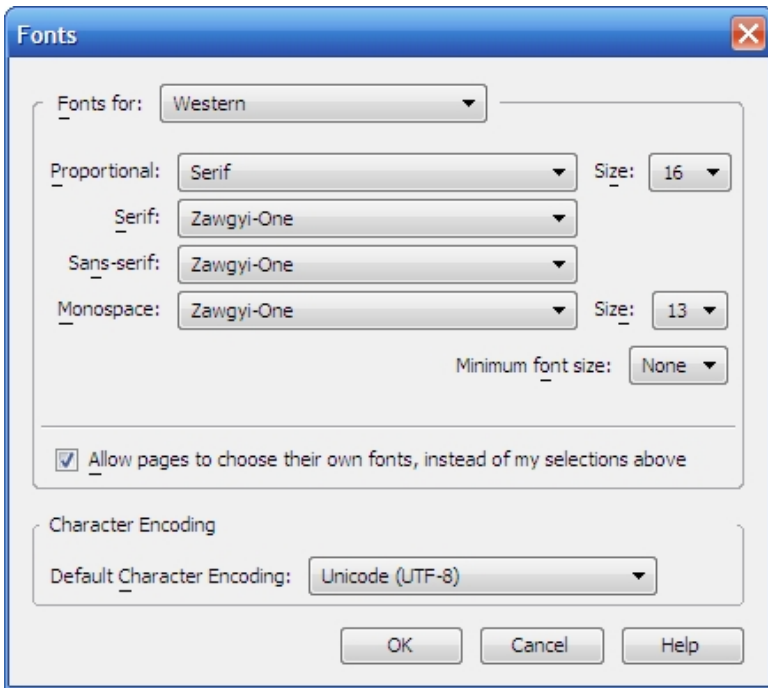 Fonts
Fonts for: Western
Proportional: Serif Size: 16
Serif: Zawgyi-One
Sans-serif: Zawgyi-One
Monospace: Zawgyi-One Size: 13
Minimum font size: None
Allow pages to choose their own fonts, instead of my selections above
Character Encoding
Default Character Encoding: Unicode (UTF-8)
OK Cancel Help